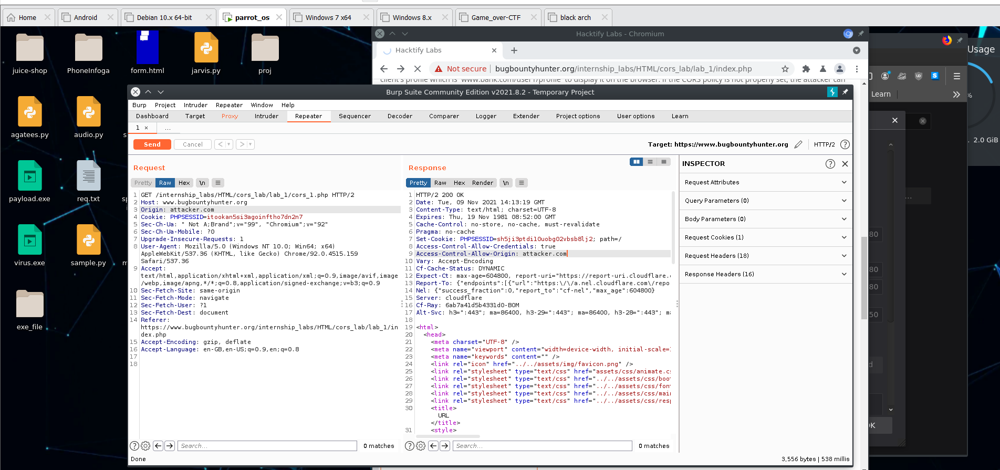 Home
Android
Debian 10.x 64-bit
parrot_os
Windows 7 x64
Windows 8.x
Game_over-CTF
black arch
juice-shop
PhoneInfoga
form.html
jarvis.py
proj
Hacktify Labs - Chromium
Hacktify Labs
Not secure
bugbountyhunter.org/internship_labs/HTML/cors_lab/lab_1/index.php
client's profile which is "www.bank.com/user1/profile" to display it on the browser. If the CORS policy is not properly set, the attacker can
Usage
Learn
%
2.0 GiB
agatees.py
audio.py
s
payload.exe
req.txt
sp
virus.exe
sample.py
m
exe_file
Burp Suite Community Edition v2021.8.2 - Temporary Project
Burp Project Intruder Repeater Window Help
Dashboard Target Proxy Intruder Repeater Sequencer Decoder Comparer Logger Extender Project options User options Learn
1 × ...
Send Cancel < >
Target: https://www.bugbountyhunter.org
HTTP/2
Request
Pretty Raw Hex \n
1 GET /internship_labs/HTML/cors_lab/lab_1/cors_1.php HTTP/2
2 Host: www.bugbountyhunter.org
3 Origin: attacker.com
4 Cookie: PHPSESSID=itookan5si3agoinftho7dn2n7
5 Sec-Ch-Ua: " Not A;Brand";v="99", "Chromium";v="92"
6 Sec-Ch-Ua-Mobile: ?0
7 Upgrade-Insecure-Requests: 1
8 User-Agent: Mozilla/5.0 (Windows NT 10.0; Win64; x64)
AppleWebKit/537.36 (KHTML, like Gecko) Chrome/92.0.4515.159
Safari/537.36
9 Accept:
text/html,application/xhtml+xml,application/xml;q=0.9,image/avif,image
/webp,image/apng,*/*;q=0.8,application/signed-exchange;v=b3;q=0.9
10 Sec-Fetch-Site: same-origin
11 Sec-Fetch-Mode: navigate
12 Sec-Fetch-User: ?1
13 Sec-Fetch-Dest: document
14 Referer:
https://www.bugbountyhunter.org/internship_labs/HTML/cors_lab/lab_1/in
dex.php
15 Accept-Encoding: gzip, deflate
16 Accept-Language: en-GB,en-US;q=0.9,en;q=0.8
17
18
Search...
0 matches
Response
Pretty Raw Hex Render \n
1 HTTP/2 200 OK
2 Date: Tue, 09 Nov 2021 14:13:19 GMT
3 Content-Type: text/html; charset=UTF-8
4 Expires: Thu, 19 Nov 1981 08:52:00 GMT
5 Cache-Control: no-store, no-cache, must-revalidate
6 Pragma: no-cache
7 Set-Cookie: PHPSESSID=sh5ji3ptdi10uobg02vbsb8lj2; path=/
8 Access-Control-Allow-Credentials: true
9 Access-Control-Allow-Origin: attacker.com
10 Vary: Accept-Encoding
11 Cf-Cache-Status: DYNAMIC
12 Expect-Ct: max-age=604800, report-uri="https://report-uri.cloudflare.c
13 Report-To: {"endpoints":[{"url":"https:\/\/a.nel.cloudflare.com\/repo
14 Nel: {"success_fraction":0,"report_to":"cf-nel","max_age":604800}
15 Server: cloudflare
16 Cf-Ray: 6ab7a41d5b4331d0-BOM
17 Alt-Svc: h3=":443"; ma=86400, h3-29=":443"; ma=86400, h3-28=":443"; ma
18
19 <html>
20 <head>
21 <meta charset="UTF-8" />
22 <meta name="viewport" content="width=device-width, initial-scale=1
23 <meta name="keywords" content="" />
24 <link rel="icon" href="../../assets/img/favicon.png" />
25 <link rel="stylesheet" type="text/css" href="assets/css/animate.cs
26 <link rel="stylesheet" type="text/css" href="../../assets/css/boot
27 <link rel="stylesheet" type="text/css" href="../../assets/css/font
28 <link rel="stylesheet" type="text/css" href="../../assets/css/mai
29 <link rel="stylesheet" type="text/css" href="../../assets/css/resp
30 <title>
URL
</title>
31 <style>
Search...
0 matches
INSPECTOR
Request Attributes
Query Parameters (0)
Body Parameters (0)
Request Cookies (1)
Request Headers (18)
Response Headers (16)
80
80
80
50
d
OK
Done
3,556 bytes | 538 millis